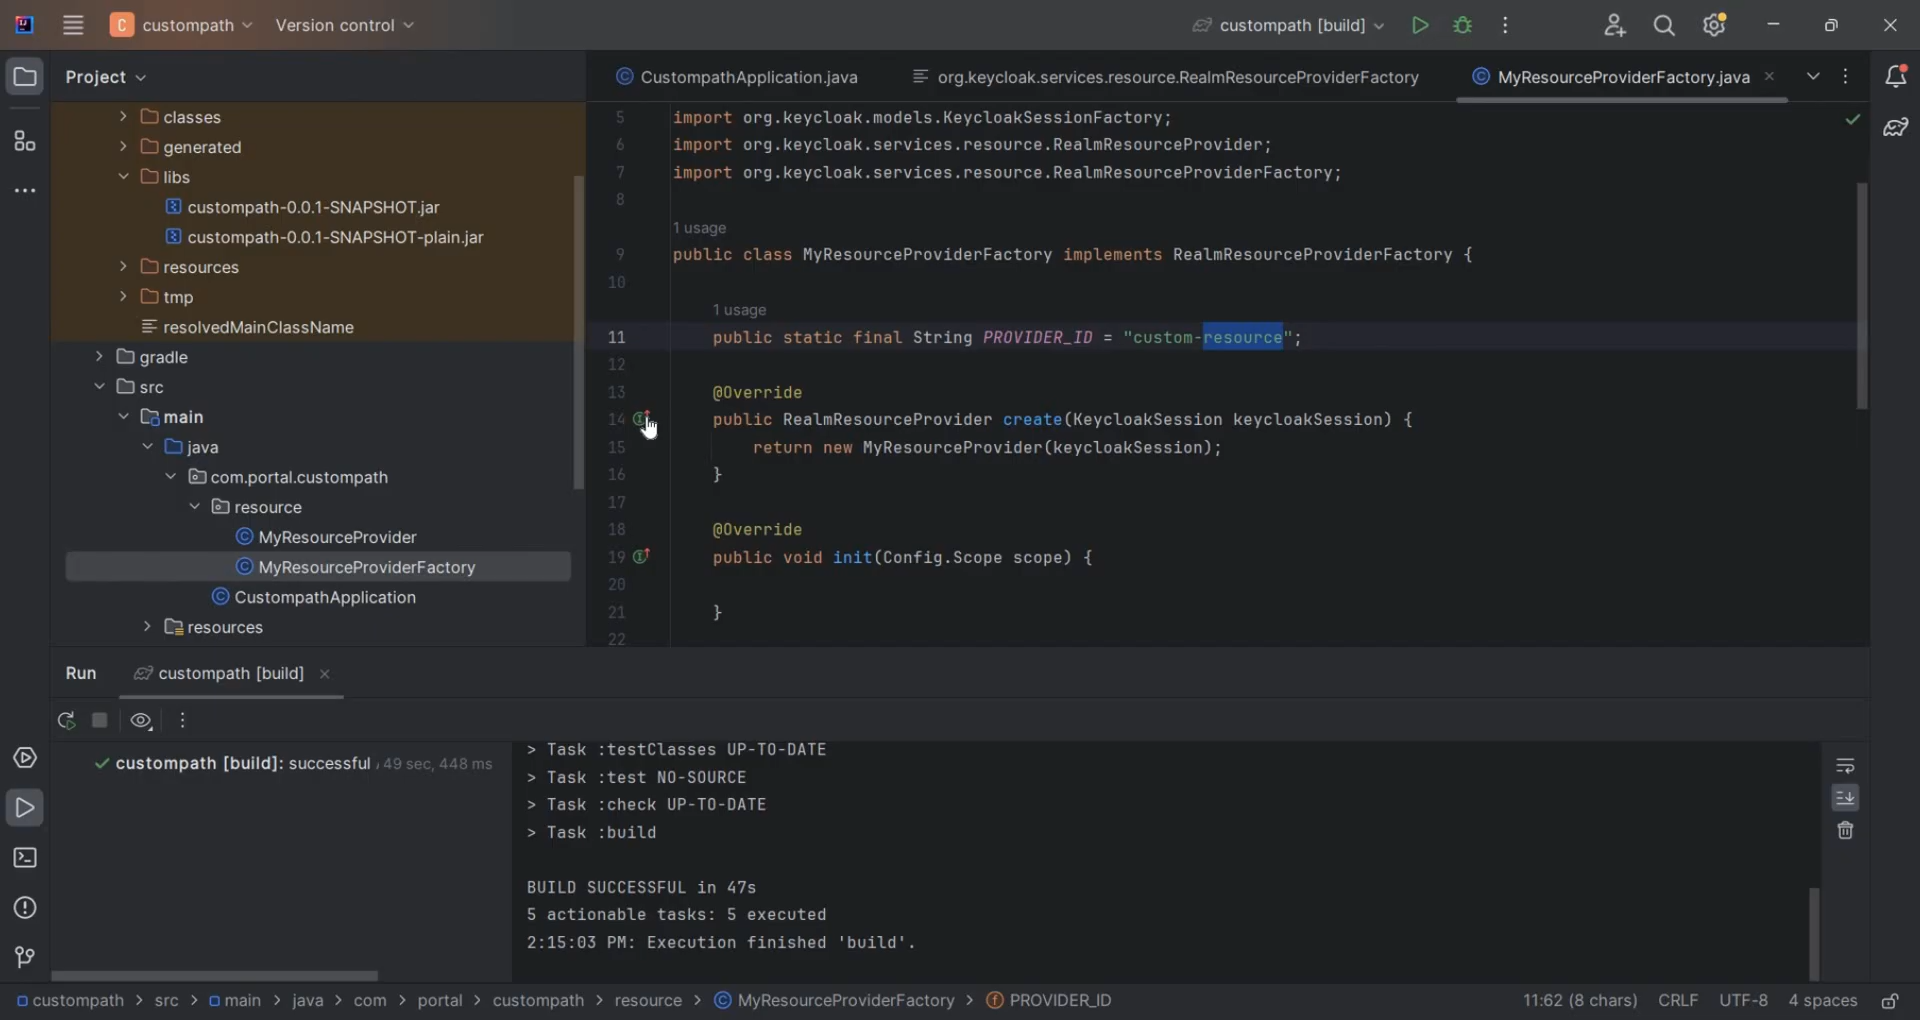 C custompath Version control custompath [build]
Project
CustompathApplication.java org.keycloak.services.resource.RealmResourceProviderFactory MyResourceProviderFactory.java
classes
generated
libs
custompath-0.0.1-SNAPSHOT.jar
custompath-0.0.1-SNAPSHOT-plain.jar
resources
tmp
resolvedMainClassName
gradle
src
main
java
com.portal.custompath
resource
MyResourceProvider
MyResourceProviderFactory
CustompathApplication
resources
5 import org.keycloak.models.KeycloakSessionFactory;
6 import org.keycloak.services.resource.RealmResourceProvider;
7 import org.keycloak.services.resource.RealmResourceProviderFactory;
8
1 usage
9 public class MyResourceProviderFactory implements RealmResourceProviderFactory {
10
1 usage
11 public static final String PROVIDER_ID = "custom-resource";
12
13 @Override
14 public RealmResourceProvider create(KeycloakSession keycloakSession) {
15 return new MyResourceProvider(keycloakSession);
16 }
17
18 @Override
19 public void init(Config.Scope scope) {
20
21 }
22
Run custompath [build]
custompath [build]: successful 49 sec, 448 ms
> Task :testClasses UP-TO-DATE
> Task :test NO-SOURCE
> Task :check UP-TO-DATE
> Task :build
BUILD SUCCESSFUL in 47s
5 actionable tasks: 5 executed
2:15:03 PM: Execution finished 'build'.
custompath > src > main > java > com > portal > custompath > resource > MyResourceProviderFactory > PROVIDER_ID 11:62 (8 chars) CRLF UTF-8 4 spaces